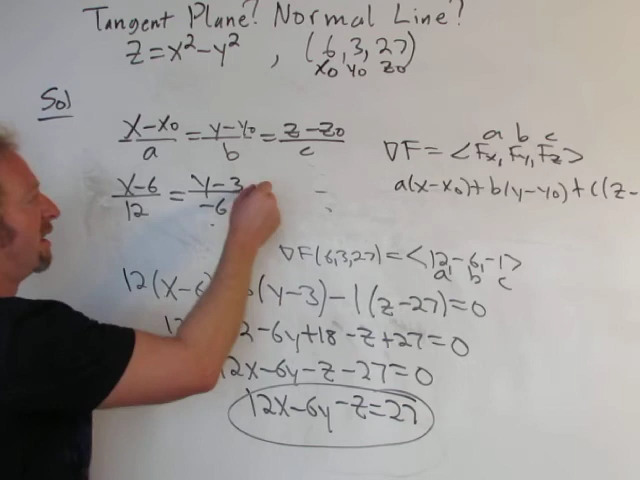 Tangent Plane? Normal Line?
z=x²-y² , (6,3,27)
x₀ y₀ z₀
Sol
x-x₀/a = y-y₀/b = z-z₀/c
a b c
∇F = <Fx, Fy, Fz>
a(x-x₀)+b(y-y₀)+c(z-
x-6/12 = y-3/-6
∇F(6,3,27)=<12,-6,-1>
a b c
12(x-6) (y-3)-1(z-27)=0
2-6y+18-z+27=0
12x-6y-z-27=0
12x-6y-z=27